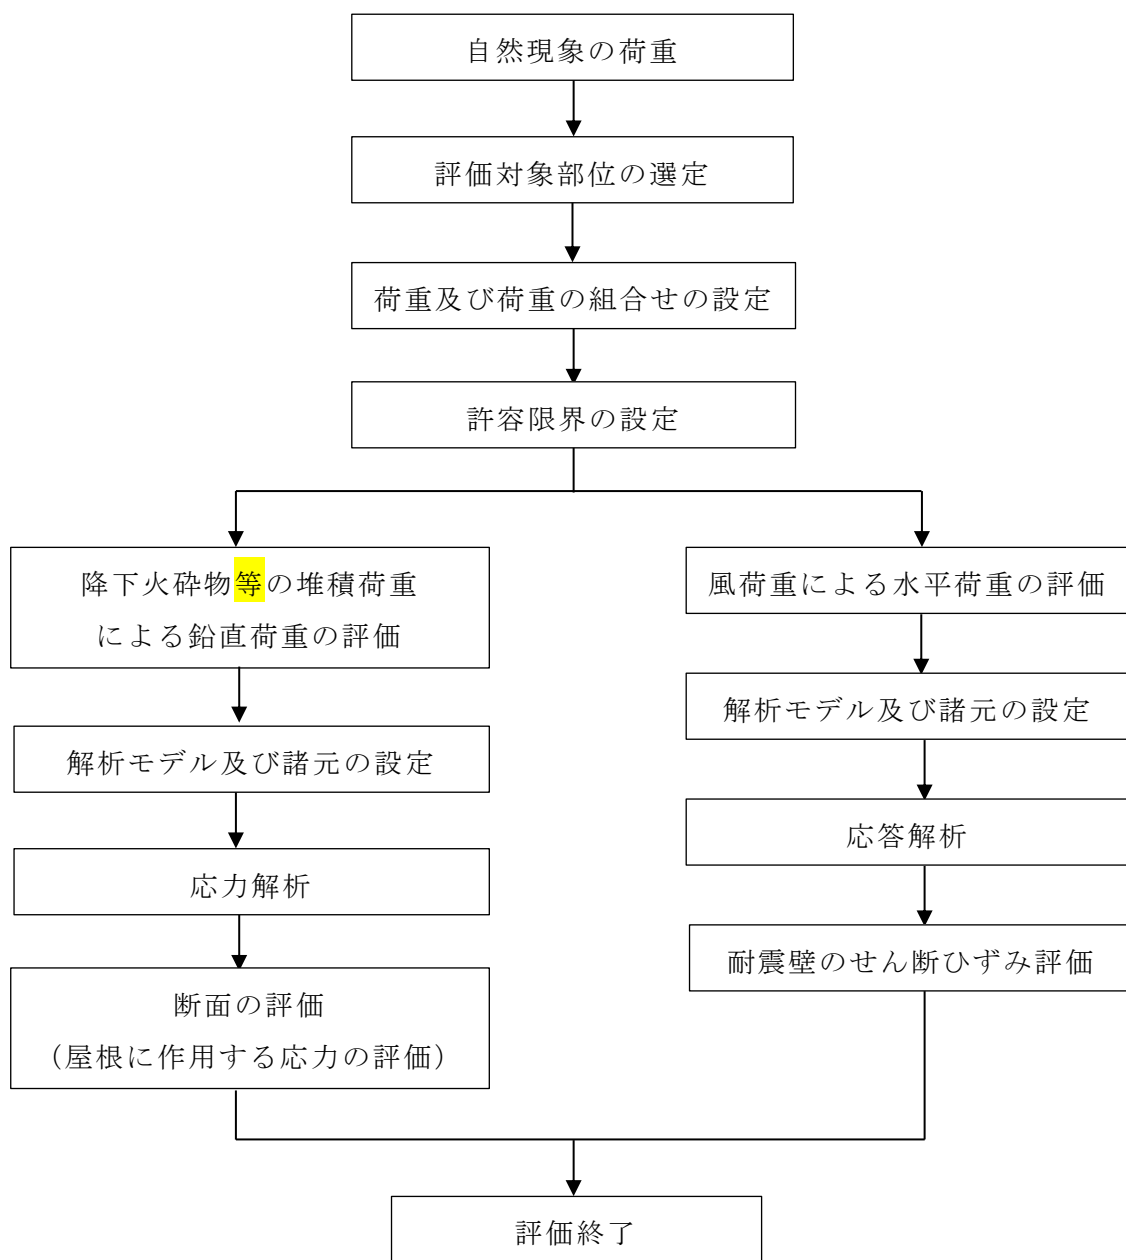 自然現象の荷重
評価対象部位の選定
荷重及び荷重の組合せの設定
許容限界の設定
降下火砕物等の堆積荷重
による鉛直荷重の評価
解析モデル及び諸元の設定
応力解析
断面の評価
（屋根に作用する応力の評価）
風荷重による水平荷重の評価
解析モデル及び諸元の設定
応答解析
耐震壁のせん断ひずみ評価
評価終了